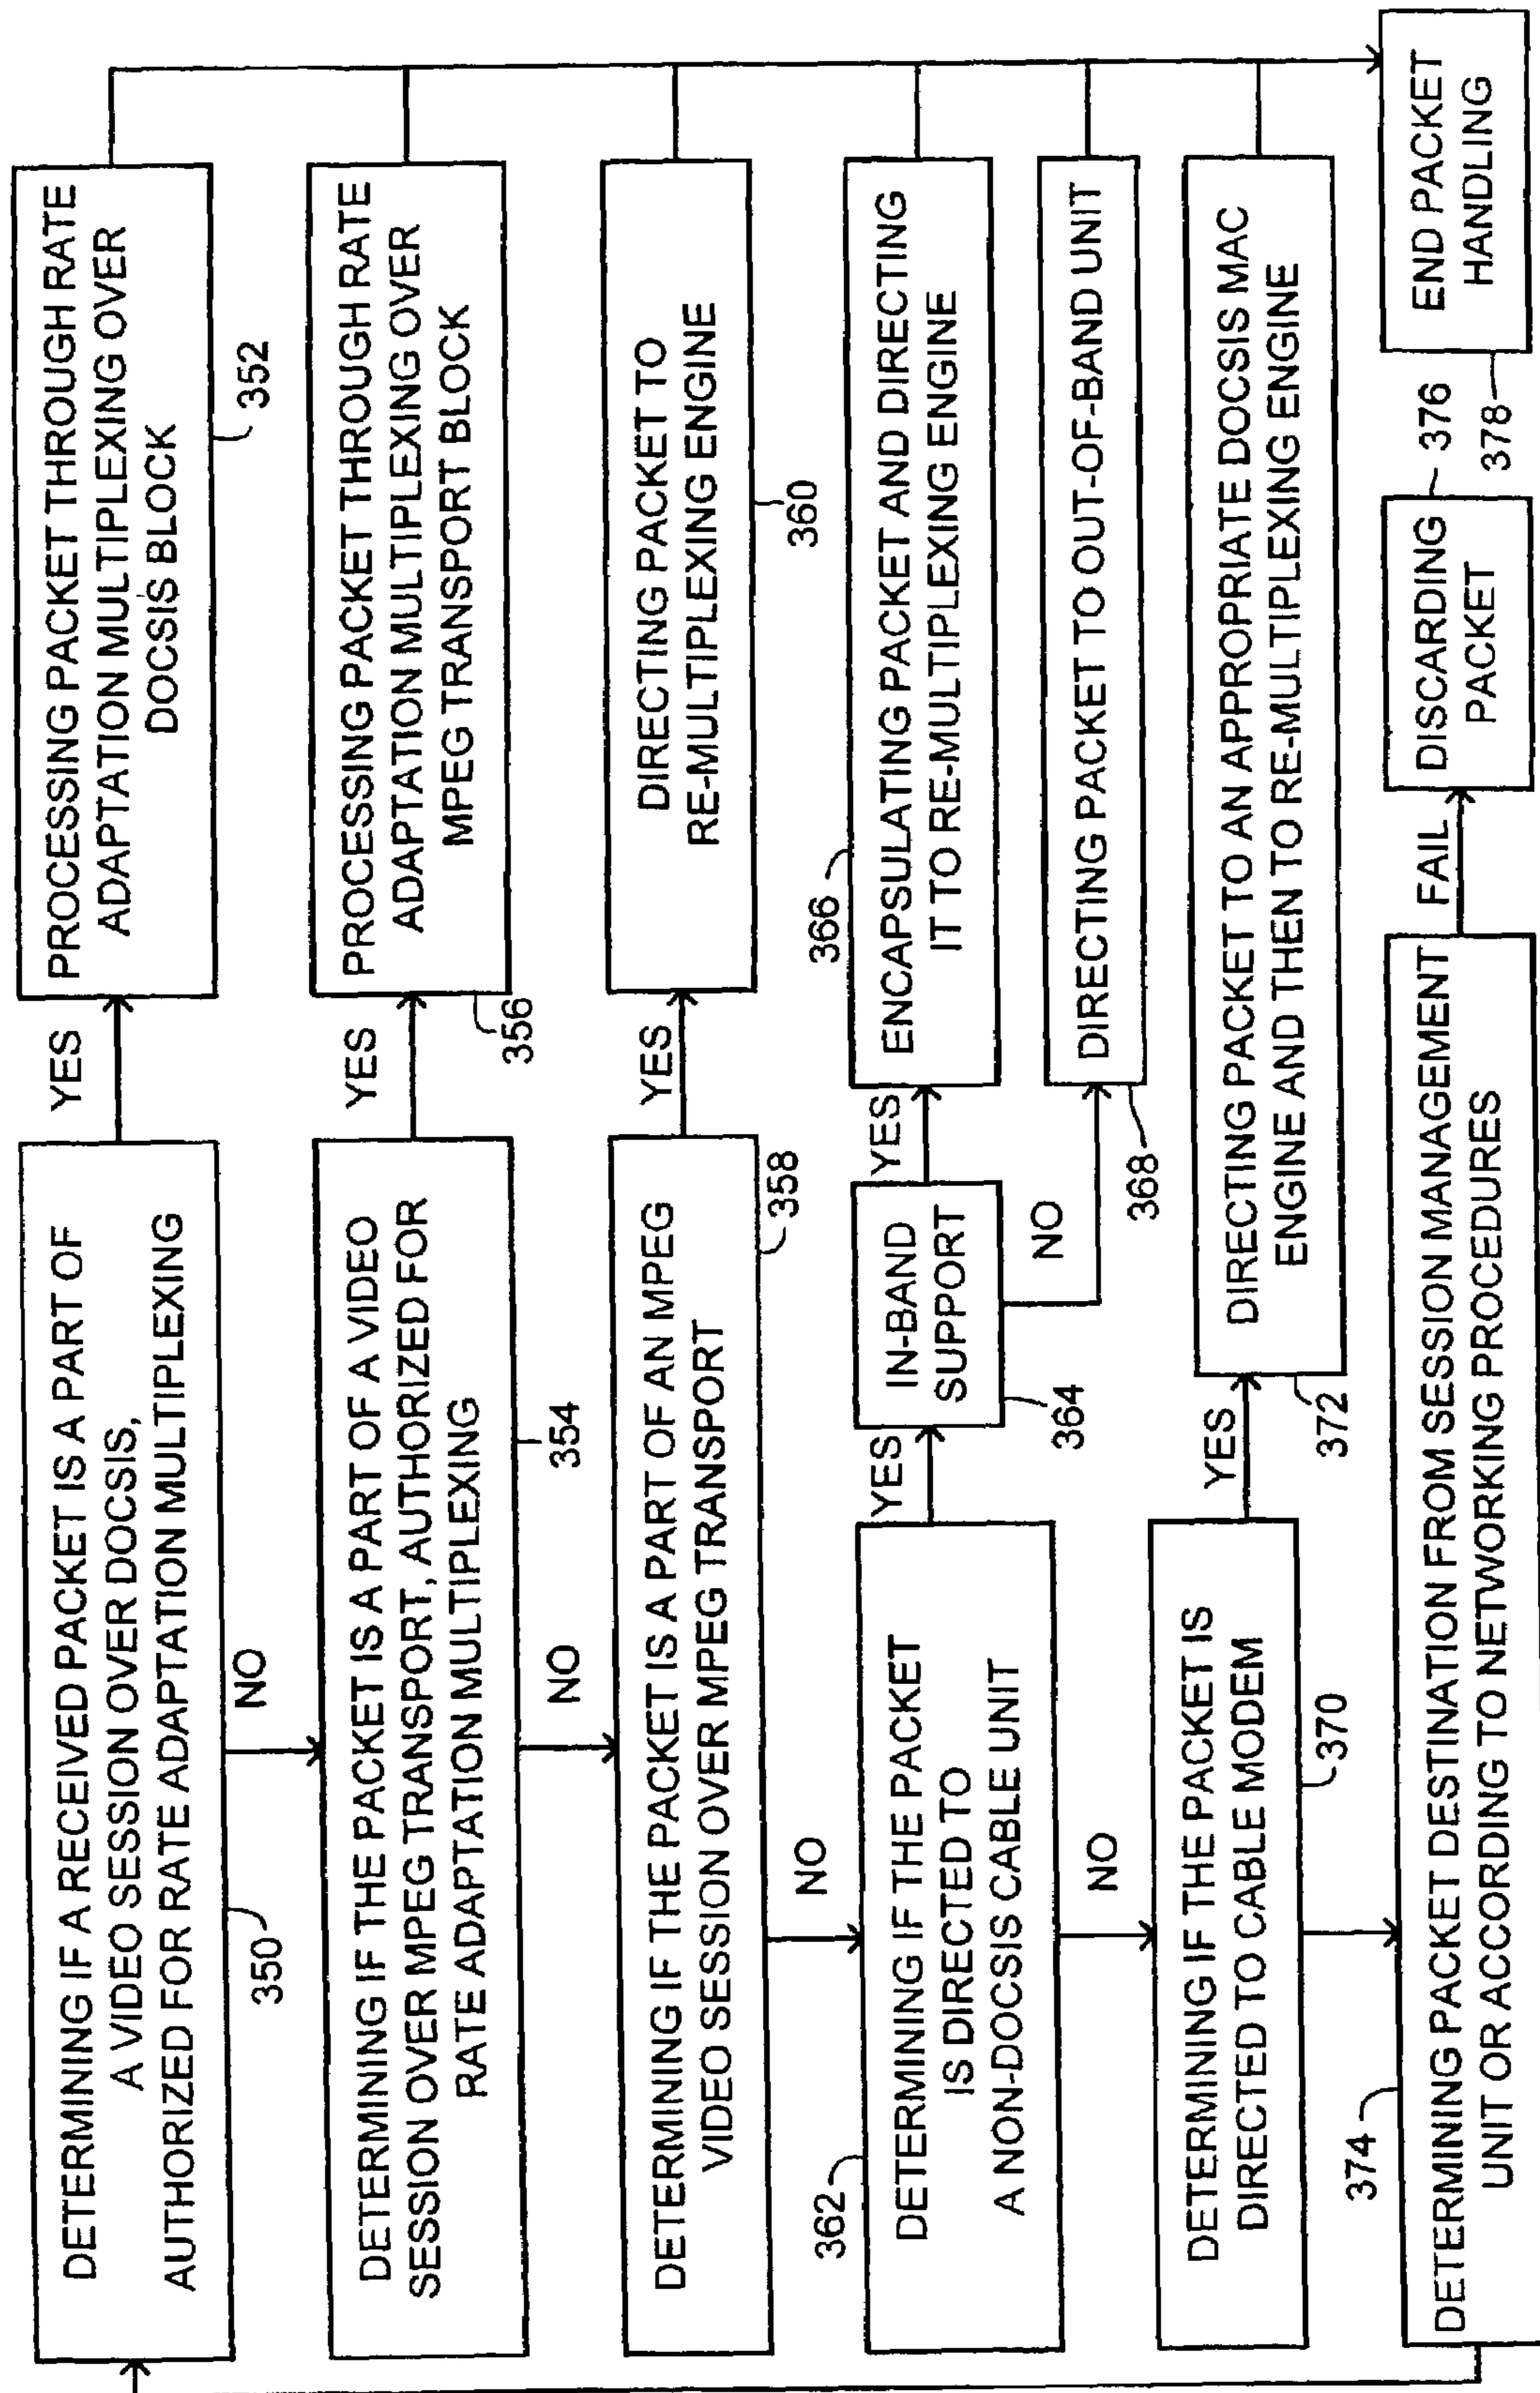 DETERMINING IF A RECEIVED PACKET IS A PART OF
A VIDEO SESSION OVER DOCSIS,
AUTHORIZED FOR RATE ADAPTATION MULTIPLEXING
350
YES
PROCESSING PACKET THROUGH RATE
ADAPTATION MULTIPLEXING OVER
DOCSIS BLOCK
352
NO
DETERMINING IF THE PACKET IS A PART OF A VIDEO
SESSION OVER MPEG TRANSPORT, AUTHORIZED FOR
RATE ADAPTATION MULTIPLEXING
354
YES
PROCESSING PACKET THROUGH RATE
ADAPTATION MULTIPLEXING OVER
MPEG TRANSPORT BLOCK
356
NO
DETERMINING IF THE PACKET IS A PART OF AN MPEG
VIDEO SESSION OVER MPEG TRANSPORT
358
YES
DIRECTING PACKET TO
RE-MULTIPLEXING ENGINE
360
NO
362
DETERMINING IF THE PACKET
IS DIRECTED TO
A NON-DOCSIS CABLE UNIT
YES
IN-BAND
SUPPORT
364
YES
366
ENCAPSULATING PACKET AND DIRECTING
IT TO RE-MULTIPLEXING ENGINE
NO
DIRECTING PACKET TO OUT-OF-BAND UNIT
368
NO
DETERMINING IF THE PACKET IS
DIRECTED TO CABLE MODEM
370
YES
DIRECTING PACKET TO AN APPROPRIATE DOCSIS MAC
ENGINE AND THEN TO RE-MULTIPLEXING ENGINE
372
374
DETERMINING PACKET DESTINATION FROM SESSION MANAGEMENT
UNIT OR ACCORDING TO NETWORKING PROCEDURES
FAIL
DISCARDING
PACKET
376
END PACKET
HANDLING
378